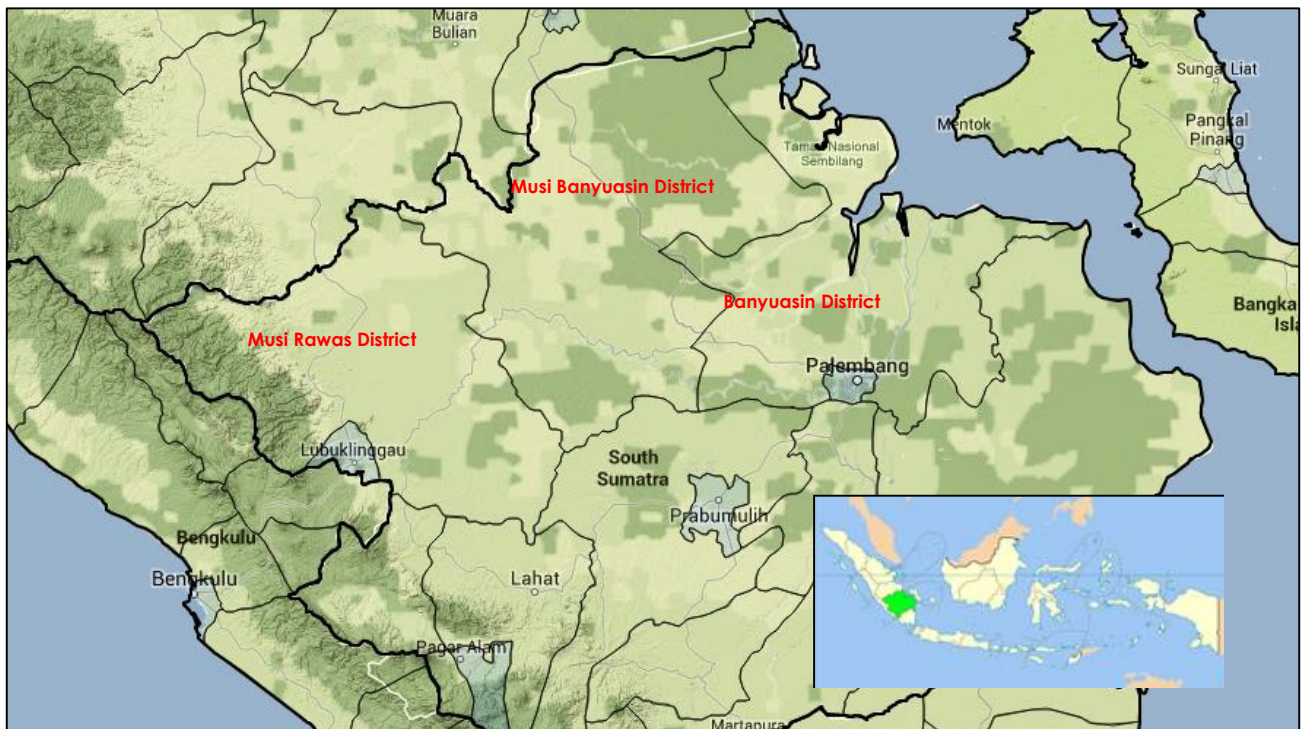 Muara
Bulian
Sungai Liat
Pangkal
Pinang
Mentok
Taman Nasional
Sembilang
Musi Banyuasin District
Banyuasin District
Bangka
Musi Rawas District
Palembang
Lubuklinggau
South
Sumatra
Prabumulih
Bengkulu
Bengkulu
Lahat
Pagar Alam
Martapura